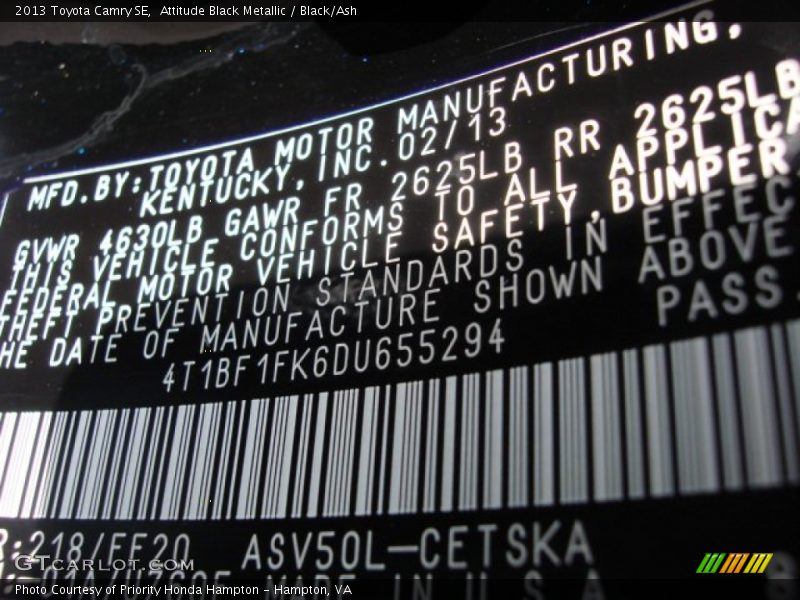 2013 Toyota Camry SE, Attitude Black Metallic / Black/Ash
MFD.BY:TOYOTA MOTOR MANUFACTURING,
KENTUCKY,INC. 02/13
GVWR 4630LB GAWR FR 2625LB RR 2625LB
THIS VEHICLE CONFORMS TO ALL APPLICA
FEDERAL MOTOR VEHICLE SAFETY,BUMPER
THEFT PREVENTION STANDARDS IN EFFEC
HE DATE OF MANUFACTURE SHOWN ABOVE
4T1BF1FK6DU655294 PASS.
R:218/FF20 ASV50L-CETSKA
MADE IN U.S.A
GTcarlot.com
Photo Courtesy of Priority Honda Hampton - Hampton, VA